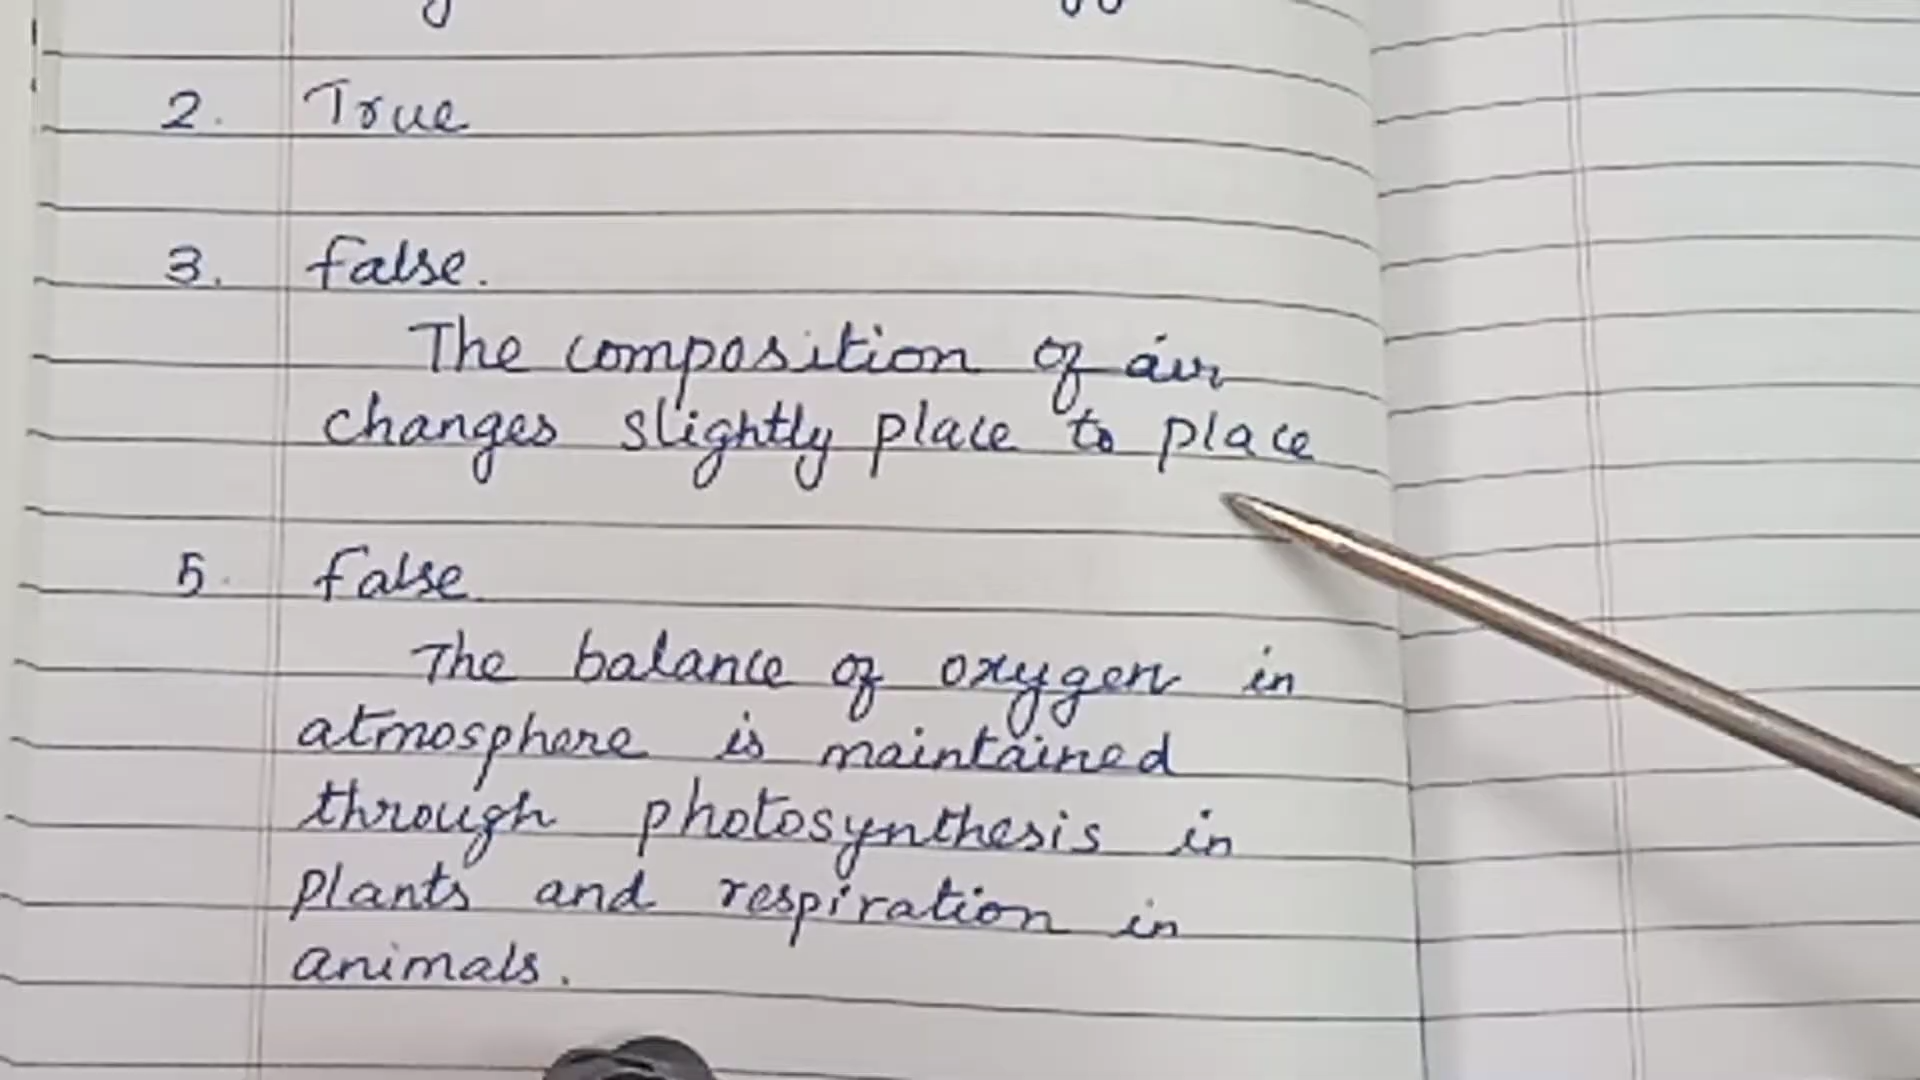 2. True
3. False.
The composition of air
changes slightly place to place
5. False
The balance of oxygen in
atmosphere is maintained
through photosynthesis in
plants and respiration in
animals.